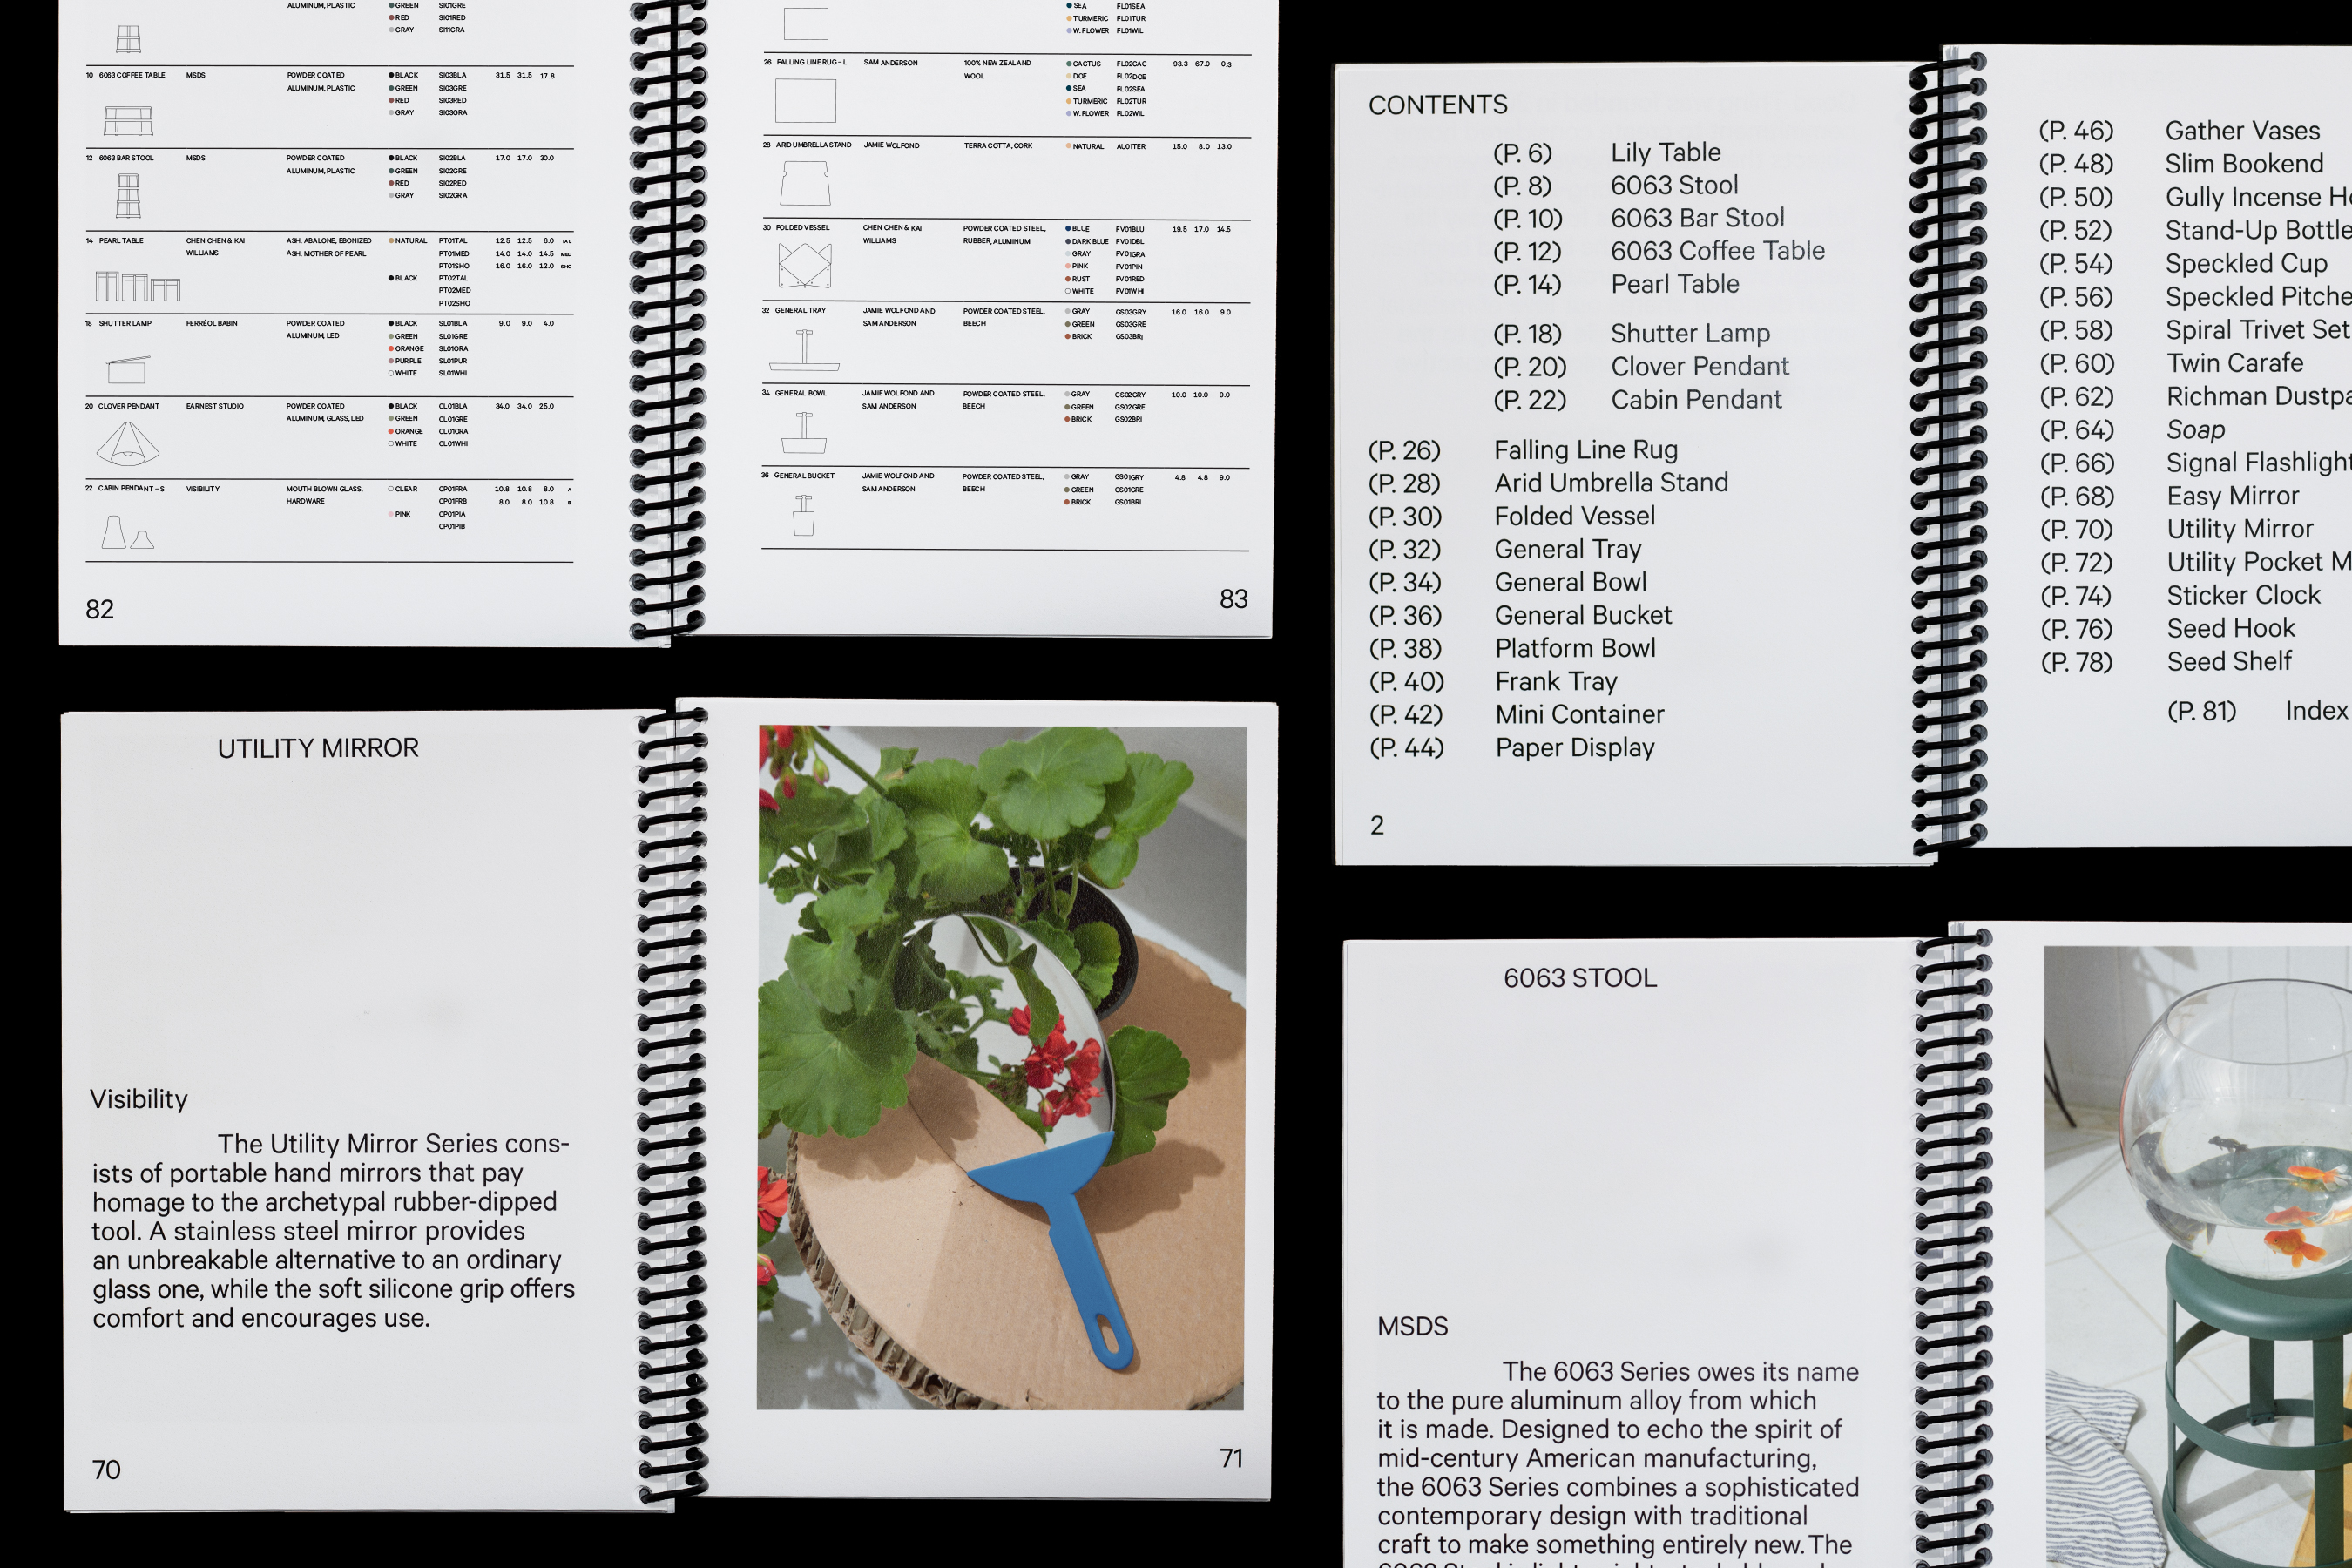 ALUMINUM, PLASTIC GREEN SI01GRE
RED SI01RED
GRAY SI11GRA
10 6063 COFFEE TABLE MSDS POWDER COATED BLACK SI03BLA 31.5 31.5 17.8
ALUMINUM, PLASTIC GREEN SI03GRE
RED SI03RED
GRAY SI03GRA
12 6063 BAR STOOL MSDS POWDER COATED BLACK SI02BLA 17.0 17.0 30.0
ALUMINUM, PLASTIC GREEN SI02GRE
RED SI02RED
GRAY SI02GRA
14 PEARL TABLE CHEN CHEN & KAI ASH, ABALONE, EBONIZED NATURAL PT01TAL 12.5 12.5 6.0 TAL
WILLIAMS ASH, MOTHER OF PEARL PT01MED 14.0 14.0 14.5 MED
PT01SHO 16.0 16.0 12.0 SHO
BLACK PT02TAL
PT02MED
PT02SHO
18 SHUTTER LAMP FERRÉOL BABIN POWDER COATED BLACK SL01BLA 9.0 9.0 4.0
ALUMINUM, LED GREEN SL01GRE
ORANGE SL01ORA
PURPLE SL01PUR
WHITE SL01WHI
20 CLOVER PENDANT EARNEST STUDIO POWDER COATED BLACK CL01BLA 34.0 34.0 25.0
ALUMINUM, GLASS, LED GREEN CL01GRE
ORANGE CL01ORA
WHITE CL01WHI
22 CABIN PENDANT – S VISIBILITY MOUTH BLOWN GLASS, CLEAR CP01FRA 10.8 10.8 8.0 A
HARDWARE CP01FRB 8.0 8.0 10.8 B
PINK CP01PIA
CP01PIB
82
SEA FL01SEA
TURMERIC FL01TUR
W. FLOWER FL01WIL
26 FALLING LINE RUG – L SAM ANDERSON 100% NEW ZEALAND CACTUS FL02CAC 93.3 67.0 0.3
WOOL DOE FL02DOE
SEA FL02SEA
TURMERIC FL02TUR
W. FLOWER FL02WIL
28 ARID UMBRELLA STAND JAMIE WOLFOND TERRA COTTA, CORK NATURAL AU01TER 15.0 8.0 13.0
30 FOLDED VESSEL CHEN CHEN & KAI POWDER COATED STEEL, BLUE FV01BLU 19.5 17.0 14.5
WILLIAMS RUBBER, ALUMINUM DARK BLUE FV01DBL
GRAY FV01GRA
PINK FV01PIN
RUST FV01RED
WHITE FV01WHI
32 GENERAL TRAY JAMIE WOLFOND AND POWDER COATED STEEL, GRAY GS03GRY 16.0 16.0 9.0
SAM ANDERSON BEECH GREEN GS03GRE
BRICK GS03BRI
34 GENERAL BOWL JAMIE WOLFOND AND POWDER COATED STEEL, GRAY GS02GRY 10.0 10.0 9.0
SAM ANDERSON BEECH GREEN GS02GRE
BRICK GS02BRI
36 GENERAL BUCKET JAMIE WOLFOND AND POWDER COATED STEEL, GRAY GS01GRY 4.8 4.8 9.0
SAM ANDERSON BEECH GREEN GS01GRE
BRICK GS01BRI
83
CONTENTS
(P. 6) Lily Table
(P. 8) 6063 Stool
(P. 10) 6063 Bar Stool
(P. 12) 6063 Coffee Table
(P. 14) Pearl Table
(P. 18) Shutter Lamp
(P. 20) Clover Pendant
(P. 22) Cabin Pendant
(P. 26) Falling Line Rug
(P. 28) Arid Umbrella Stand
(P. 30) Folded Vessel
(P. 32) General Tray
(P. 34) General Bowl
(P. 36) General Bucket
(P. 38) Platform Bowl
(P. 40) Frank Tray
(P. 42) Mini Container
(P. 44) Paper Display
2
(P. 46) Gather Vases
(P. 48) Slim Bookend
(P. 50) Gully Incense
(P. 52) Stand-Up Bottle
(P. 54) Speckled Cup
(P. 56) Speckled Pitche
(P. 58) Spiral Trivet Set
(P. 60) Twin Carafe
(P. 62) Richman Dustpa
(P. 64) Soap
(P. 66) Signal Flashlight
(P. 68) Easy Mirror
(P. 70) Utility Mirror
(P. 72) Utility Pocket M
(P. 74) Sticker Clock
(P. 76) Seed Hook
(P. 78) Seed Shelf
(P. 81) Index
UTILITY MIRROR
Visibility
The Utility Mirror Series cons-
ists of portable hand mirrors that pay
homage to the archetypal rubber-dipped
tool. A stainless steel mirror provides
an unbreakable alternative to an ordinary
glass one, while the soft silicone grip offers
comfort and encourages use.
70
71
6063 STOOL
MSDS
The 6063 Series owes its name
to the pure aluminum alloy from which
it is made. Designed to echo the spirit of
mid-century American manufacturing,
the 6063 Series combines a sophisticated
contemporary design with traditional
craft to make something entirely new. The